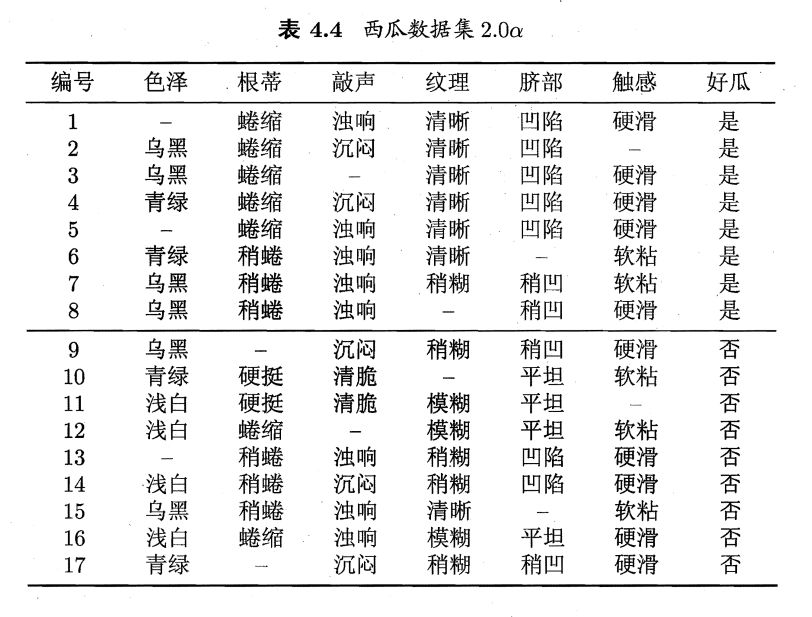 表 4.4 西瓜数据集 2.0α
编号 色泽 根蒂 敲声 纹理 脐部 触感 好瓜
1 – 蜷缩 浊响 清晰 凹陷 硬滑 是
2 乌黑 蜷缩 沉闷 清晰 凹陷 – 是
3 乌黑 蜷缩 – 清晰 凹陷 硬滑 是
4 青绿 蜷缩 沉闷 清晰 凹陷 硬滑 是
5 – 蜷缩 浊响 清晰 凹陷 硬滑 是
6 青绿 稍蜷 浊响 清晰 – 软粘 是
7 乌黑 稍蜷 浊响 稍糊 稍凹 软粘 是
8 乌黑 稍蜷 浊响 – 稍凹 硬滑 是
9 乌黑 – 沉闷 稍糊 稍凹 硬滑 否
10 青绿 硬挺 清脆 – 平坦 软粘 否
11 浅白 硬挺 清脆 模糊 平坦 – 否
12 浅白 蜷缩 – 模糊 平坦 软粘 否
13 – 稍蜷 浊响 稍糊 凹陷 硬滑 否
14 浅白 稍蜷 沉闷 稍糊 凹陷 硬滑 否
15 乌黑 稍蜷 浊响 清晰 – 软粘 否
16 浅白 蜷缩 浊响 模糊 平坦 硬滑 否
17 青绿 – 沉闷 稍糊 稍凹 硬滑 否